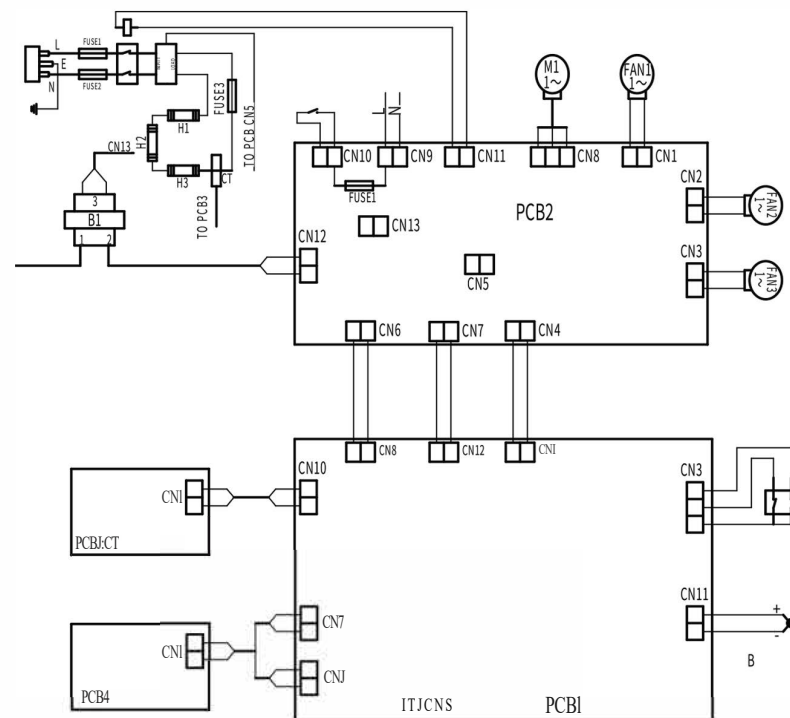 L
FUSE1
E
N
FUSE2
FUSE3
TO PCB CN5
H1
H2
H3
CT
TO PCB3
CN13
3
B1
1 2
M1
1~
FAN1
1~
L
N
CN10
CN9
CN11
CN8
CN1
FUSE1
CN13
PCB2
CN5
CN2
FAN2
1~
CN3
FAN3
1~
CN12
CN6
CN7
CN4
CN8
CN12
CNI
CN10
CN3
CN1
PCBJ:CT
CN11
+
-
B
CN7
CNJ
CN1
PCB4
ITJCNS
PCBl